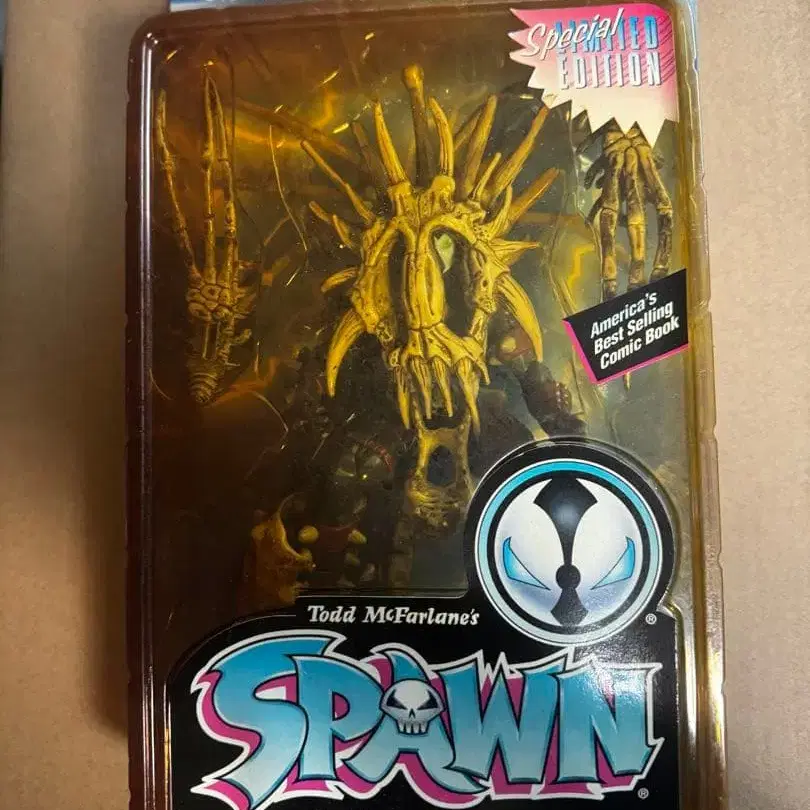 Special
LIMITED
EDITION
America's
Best Selling
Comic Book
Todd McFarlane's
®
SPAWN
®